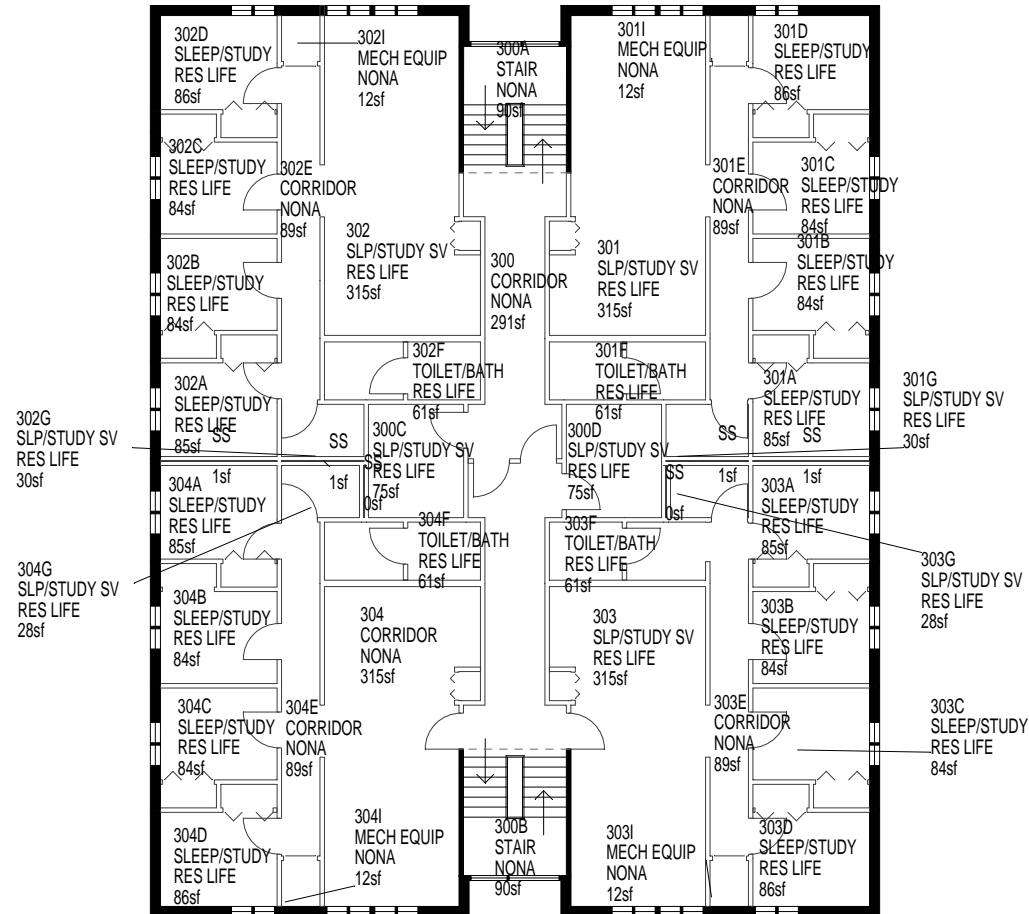 302D
SLEEP/STUDY
RES LIFE
86sf
302I
MECH EQUIP
NONA
12sf
300A
STAIR
NONA
90sf
301I
MECH EQUIP
NONA
12sf
301D
SLEEP/STUDY
RES LIFE
86sf
302C
SLEEP/STUDY
RES LIFE
84sf
302E
CORRIDOR
NONA
89sf
301E
CORRIDOR
NONA
89sf
301C
SLEEP/STUDY
RES LIFE
84sf
302B
SLEEP/STUDY
RES LIFE
84sf
302
SLP/STUDY SV
RES LIFE
315sf
300
CORRIDOR
NONA
291sf
301
SLP/STUDY SV
RES LIFE
315sf
301B
SLEEP/STUDY
RES LIFE
84sf
302F
TOILET/BATH
RES LIFE
61sf
301F
TOILET/BATH
RES LIFE
61sf
302A
SLEEP/STUDY
RES LIFE
85sf
301A
SLEEP/STUDY
RES LIFE
85sf
302G
SLP/STUDY SV
RES LIFE
30sf
301G
SLP/STUDY SV
RES LIFE
30sf
SS
1sf
SS
1sf
SS
0sf
300C
SLP/STUDY SV
RES LIFE
75sf
300D
SLP/STUDY SV
RES LIFE
75sf
SS
0sf
SS
1sf
SS
1sf
304A
SLEEP/STUDY
RES LIFE
85sf
303A
SLEEP/STUDY
RES LIFE
85sf
304F
TOILET/BATH
RES LIFE
61sf
303F
TOILET/BATH
RES LIFE
61sf
304G
SLP/STUDY SV
RES LIFE
28sf
303G
SLP/STUDY SV
RES LIFE
28sf
304B
SLEEP/STUDY
RES LIFE
84sf
304
CORRIDOR
NONA
315sf
303
SLP/STUDY SV
RES LIFE
315sf
303B
SLEEP/STUDY
RES LIFE
84sf
304C
SLEEP/STUDY
RES LIFE
84sf
304E
CORRIDOR
NONA
89sf
303E
CORRIDOR
NONA
89sf
303C
SLEEP/STUDY
RES LIFE
84sf
304D
SLEEP/STUDY
RES LIFE
86sf
304I
MECH EQUIP
NONA
12sf
300B
STAIR
NONA
90sf
303I
MECH EQUIP
NONA
12sf
303D
SLEEP/STUDY
RES LIFE
86sf